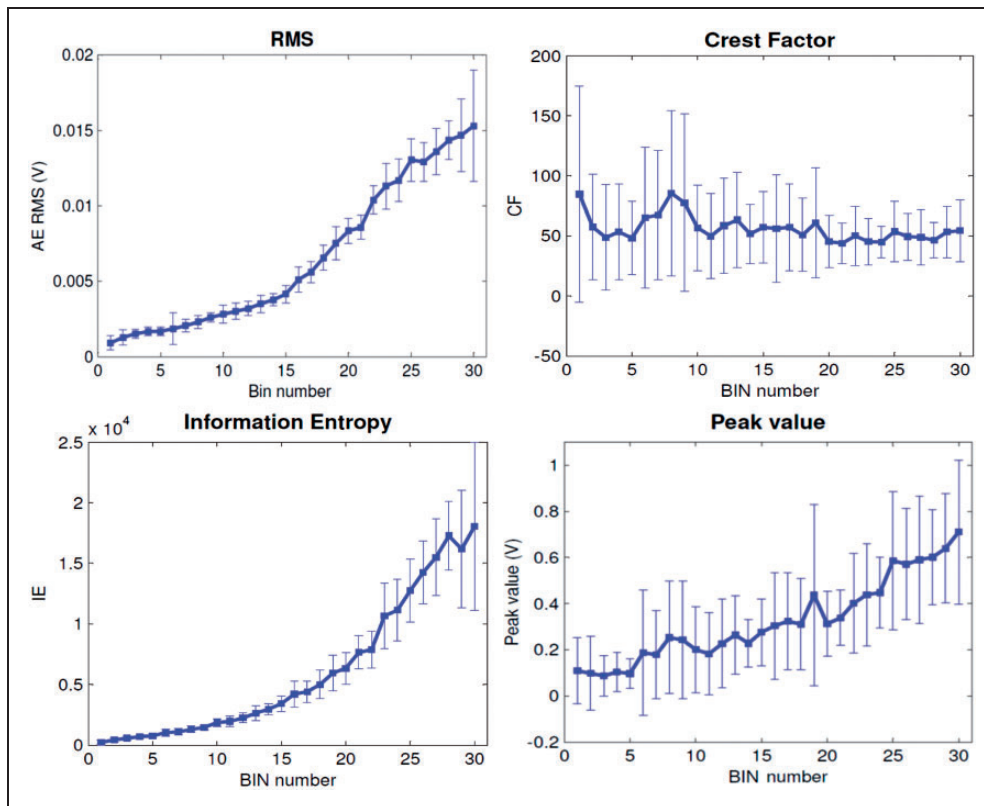 RMS
0.02
0.015
0.01
0.005
0
AE RMS (V)
0 5 10 15 20 25 30
Bin number
Crest Factor
200
150
100
50
0
-50
CF
0 5 10 15 20 25 30
BIN number
Information Entropy
x 10^4
2.5
2
1.5
1
0.5
0
IE
0 5 10 15 20 25 30
BIN number
Peak value
1
0.8
0.6
0.4
0.2
0
-0.2
Peak value (V)
0 5 10 15 20 25 30
BIN number